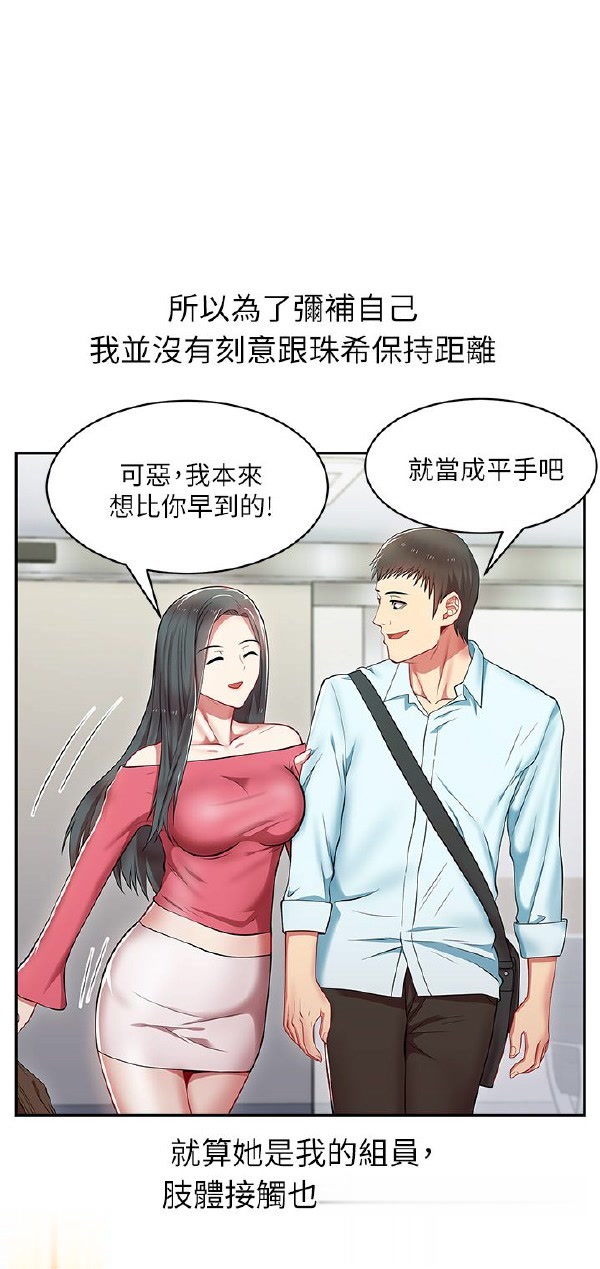 所以為了彌補自己
我並沒有刻意跟珠希保持距離
可惡，我本來
想比你早到的!
就當成平手吧
就算她是我的組員，
肢體接觸也